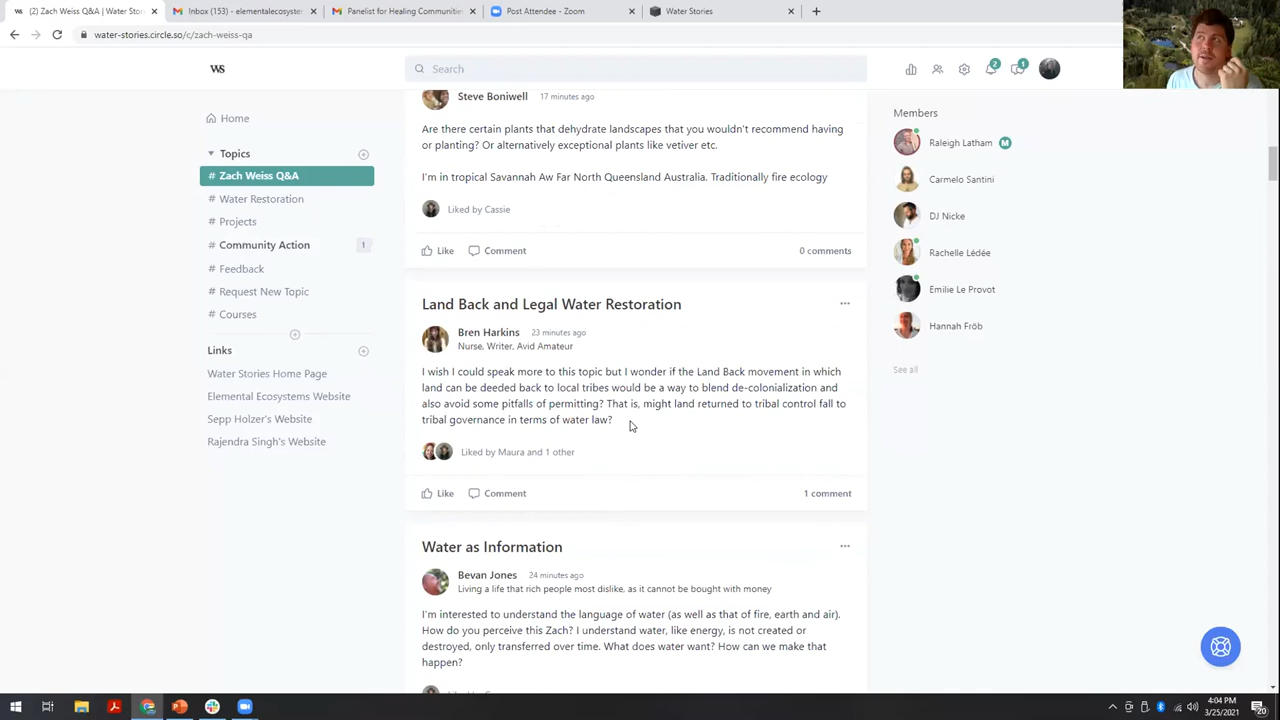 (2) Zach Weiss Q&A | Water Stor
Inbox (153) - elementalecosystem
Panelist for Healing Communities
Post Attendee - Zoom
Water Stories
water-stories.circle.so/c/zach-weiss-qa
WS
Search
2
1
Home
Topics
# Zach Weiss Q&A
# Water Restoration
# Projects
# Community Action
1
# Feedback
# Request New Topic
# Courses
Links
Water Stories Home Page
Elemental Ecosystems Website
Sepp Holzer's Website
Rajendra Singh's Website
Steve Boniwell 17 minutes ago
Are there certain plants that dehydrate landscapes that you wouldn't recommend having
or planting? Or alternatively exceptional plants like vetiver etc.
I'm in tropical Savannah Aw Far North Queensland Australia. Traditionally fire ecology
Liked by Cassie
Like Comment 0 comments
Land Back and Legal Water Restoration
Bren Harkins 23 minutes ago
Nurse, Writer, Avid Amateur
I wish I could speak more to this topic but I wonder if the Land Back movement in which
land can be deeded back to local tribes would be a way to blend de-colonialization and
also avoid some pitfalls of permitting? That is, might land returned to tribal control fall to
tribal governance in terms of water law?
Liked by Maura and 1 other
Like Comment 1 comment
Water as Information
Bevan Jones 24 minutes ago
Living a life that rich people most dislike, as it cannot be bought with money
I'm interested to understand the language of water (as well as that of fire, earth and air).
How do you perceive this Zach? I understand water, like energy, is not created or
destroyed, only transferred over time. What does water want? How can we make that
happen?
Members
Raleigh Latham M
Carmelo Santini
DJ Nicke
Rachelle Lédée
Emilie Le Provot
Hannah Fröb
See all
4:04 PM
3/25/2021
20